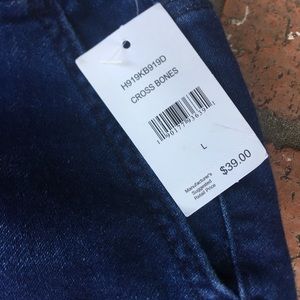 H919KB919D
CROSS BONES
L
Manufacturer's
Suggested
Retail Price
$39.00